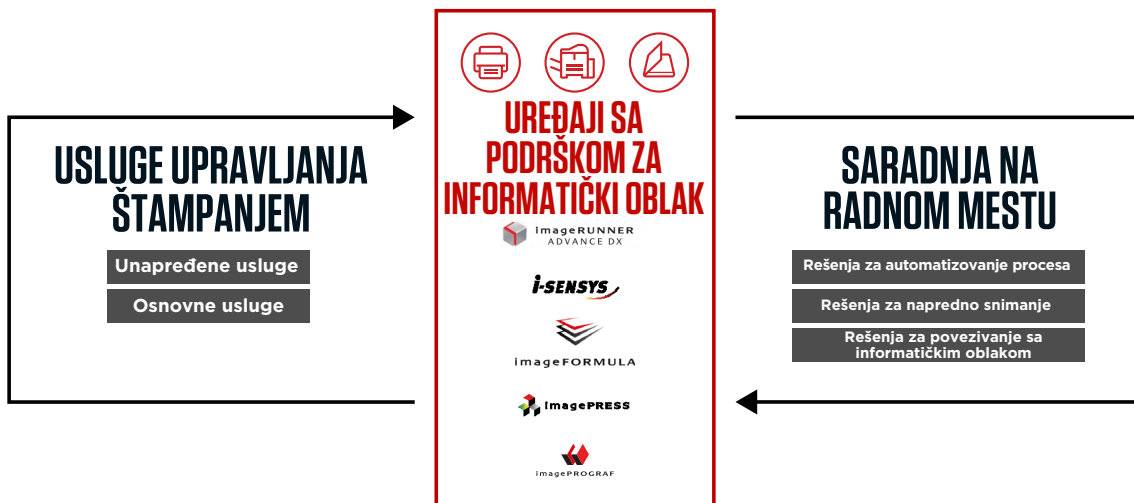 USLUGE UPRAVLJANJA
ŠTAMPANJEM
Unapređene usluge
Osnovne usluge
UREĐAJI SA
PODRŠKOM ZA
INFORMATIČKI OBLAK
imageRUNNER
ADVANCE DX
i-SENSYS
imageFORMULA
imagePRESS
imagePROGRAF
SARADNJA NA
RADNOM MESTU
Rešenja za automatizovanje procesa
Rešenja za napredno snimanje
Rešenja za povezivanje sa
informatičkim oblakom